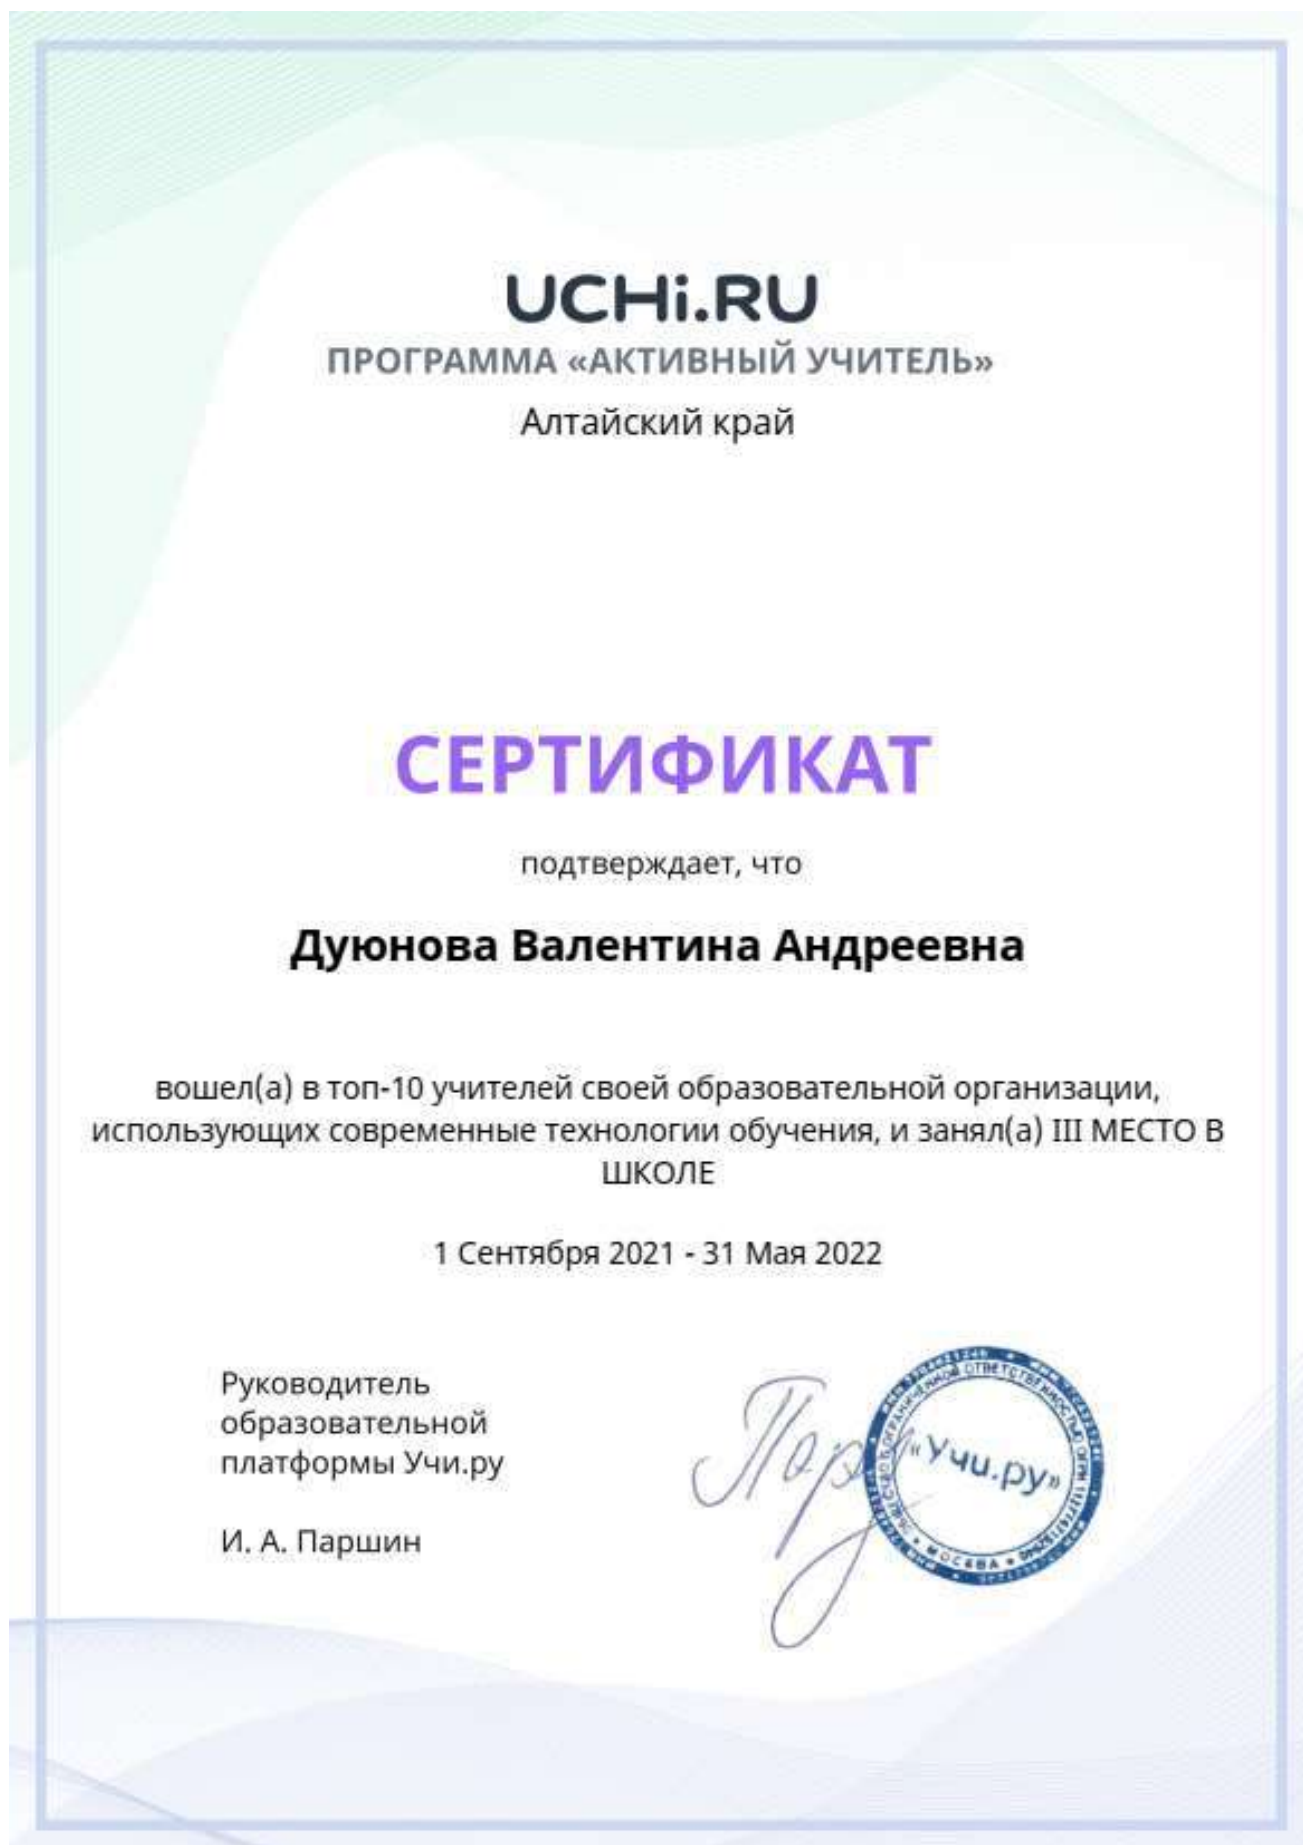 UCHi.RU
ПРОГРАММА «АКТИВНЫЙ УЧИТЕЛЬ»
Алтайский край
СЕРТИФИКАТ
подтверждает, что
Дуюнова Валентина Андреевна
вошел(а) в топ-10 учителей своей образовательной организации,
использующих современные технологии обучения, и занял(а) III МЕСТО В
ШКОЛЕ
1 Сентября 2021 - 31 Мая 2022
Руководитель
образовательной
платформы Учи.ру
И. А. Паршин
«Учи.ру»
ОГРАНИЧЕННОЙ ОТВЕТСТВЕННОСТЬЮ
МОСКВА